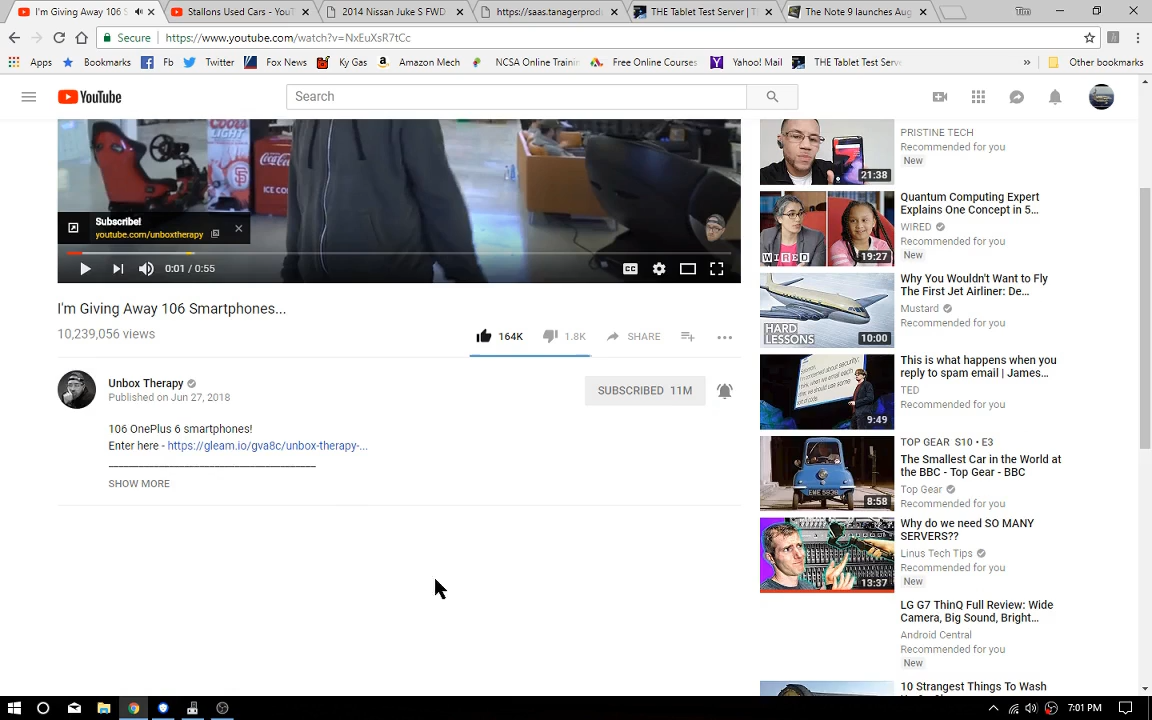 I'm Giving Away 106 S
Stallons Used Cars - YouT
2014 Nissan Juke S FWD
https://saas.tanagerprod
THE Tablet Test Server | T
The Note 9 launches Aug
Tim
Secure
https://www.youtube.com/watch?v=NxEuXsR7tCc
Apps
Bookmarks
Fb
Twitter
Fox News
Ky Gas
Amazon Mech
NCSA Online Trainin
Free Online Courses
Yahoo! Mail
THE Tablet Test Serve
»
Other bookmarks
YouTube
Search
Subscribe!
youtube.com/unboxtherapy
0:01 / 0:55
CC
I'm Giving Away 106 Smartphones...
10,239,056 views
164K
1.8K
SHARE
Unbox Therapy
Published on Jun 27, 2018
SUBSCRIBED 11M
106 OnePlus 6 smartphones!
Enter here - https://gleam.io/gva8c/unbox-therapy-...
SHOW MORE
PRISTINE TECH
Recommended for you
New
21:38
Quantum Computing Expert
Explains One Concept in 5...
WIRED
Recommended for you
New
WIRED
19:27
Why You Wouldn't Want to Fly
The First Jet Airliner: De...
Mustard
Recommended for you
HARD
LESSONS
10:00
This is what happens when you
reply to spam email | James...
TED
Recommended for you
9:49
TOP GEAR S10 • E3
The Smallest Car in the World at
the BBC - Top Gear - BBC
Top Gear
Recommended for you
8:58
Why do we need SO MANY
SERVERS??
Linus Tech Tips
Recommended for you
New
13:37
LG G7 ThinQ Full Review: Wide
Camera, Big Sound, Bright...
Android Central
Recommended for you
New
10 Strangest Things To Wash
7:01 PM